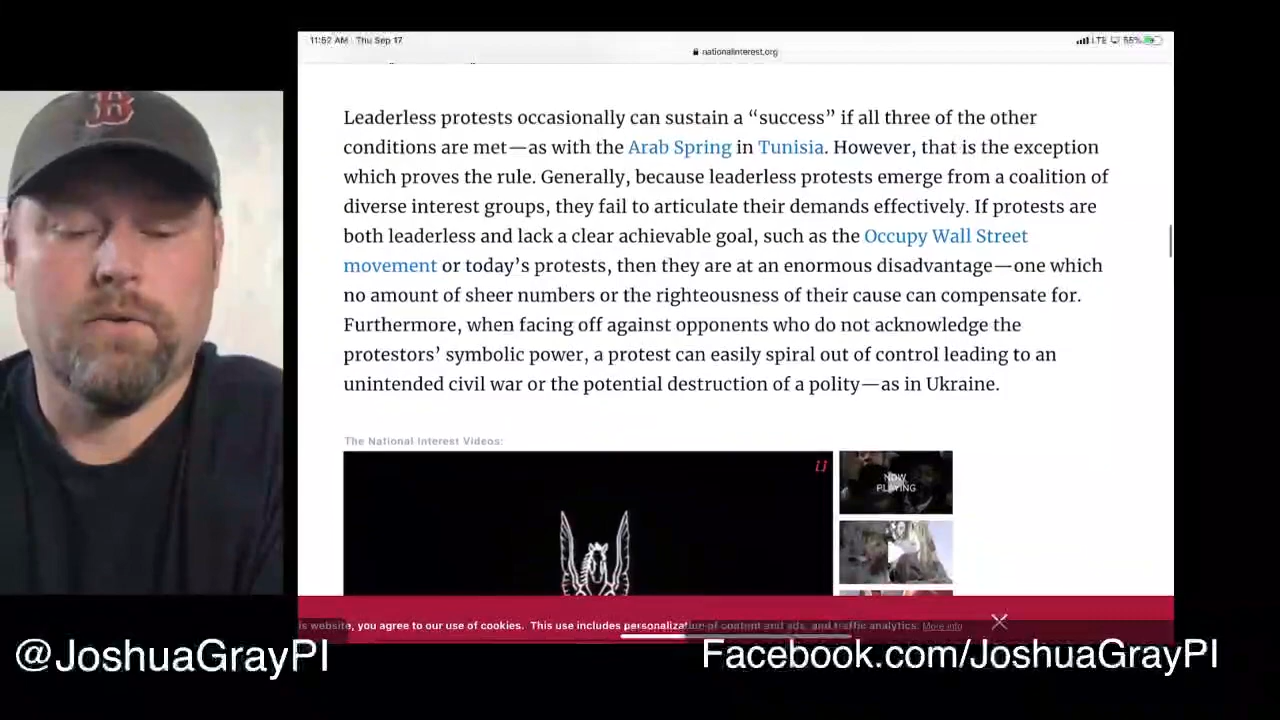 11:52 AM Thu Sep 17
LTE 55%
nationalinterest.org
Leaderless protests occasionally can sustain a “success” if all three of the other
conditions are met—as with the Arab Spring in Tunisia. However, that is the exception
which proves the rule. Generally, because leaderless protests emerge from a coalition of
diverse interest groups, they fail to articulate their demands effectively. If protests are
both leaderless and lack a clear achievable goal, such as the Occupy Wall Street
movement or today’s protests, then they are at an enormous disadvantage—one which
no amount of sheer numbers or the righteousness of their cause can compensate for.
Furthermore, when facing off against opponents who do not acknowledge the
protestors’ symbolic power, a protest can easily spiral out of control leading to an
unintended civil war or the potential destruction of a polity—as in Ukraine.
The National Interest Videos:
NOW
PLAYING
is website, you agree to our use of cookies. This use includes personalization of content and ads, and traffic analytics. More info
B
@JoshuaGrayPI
Facebook.com/JoshuaGrayPI